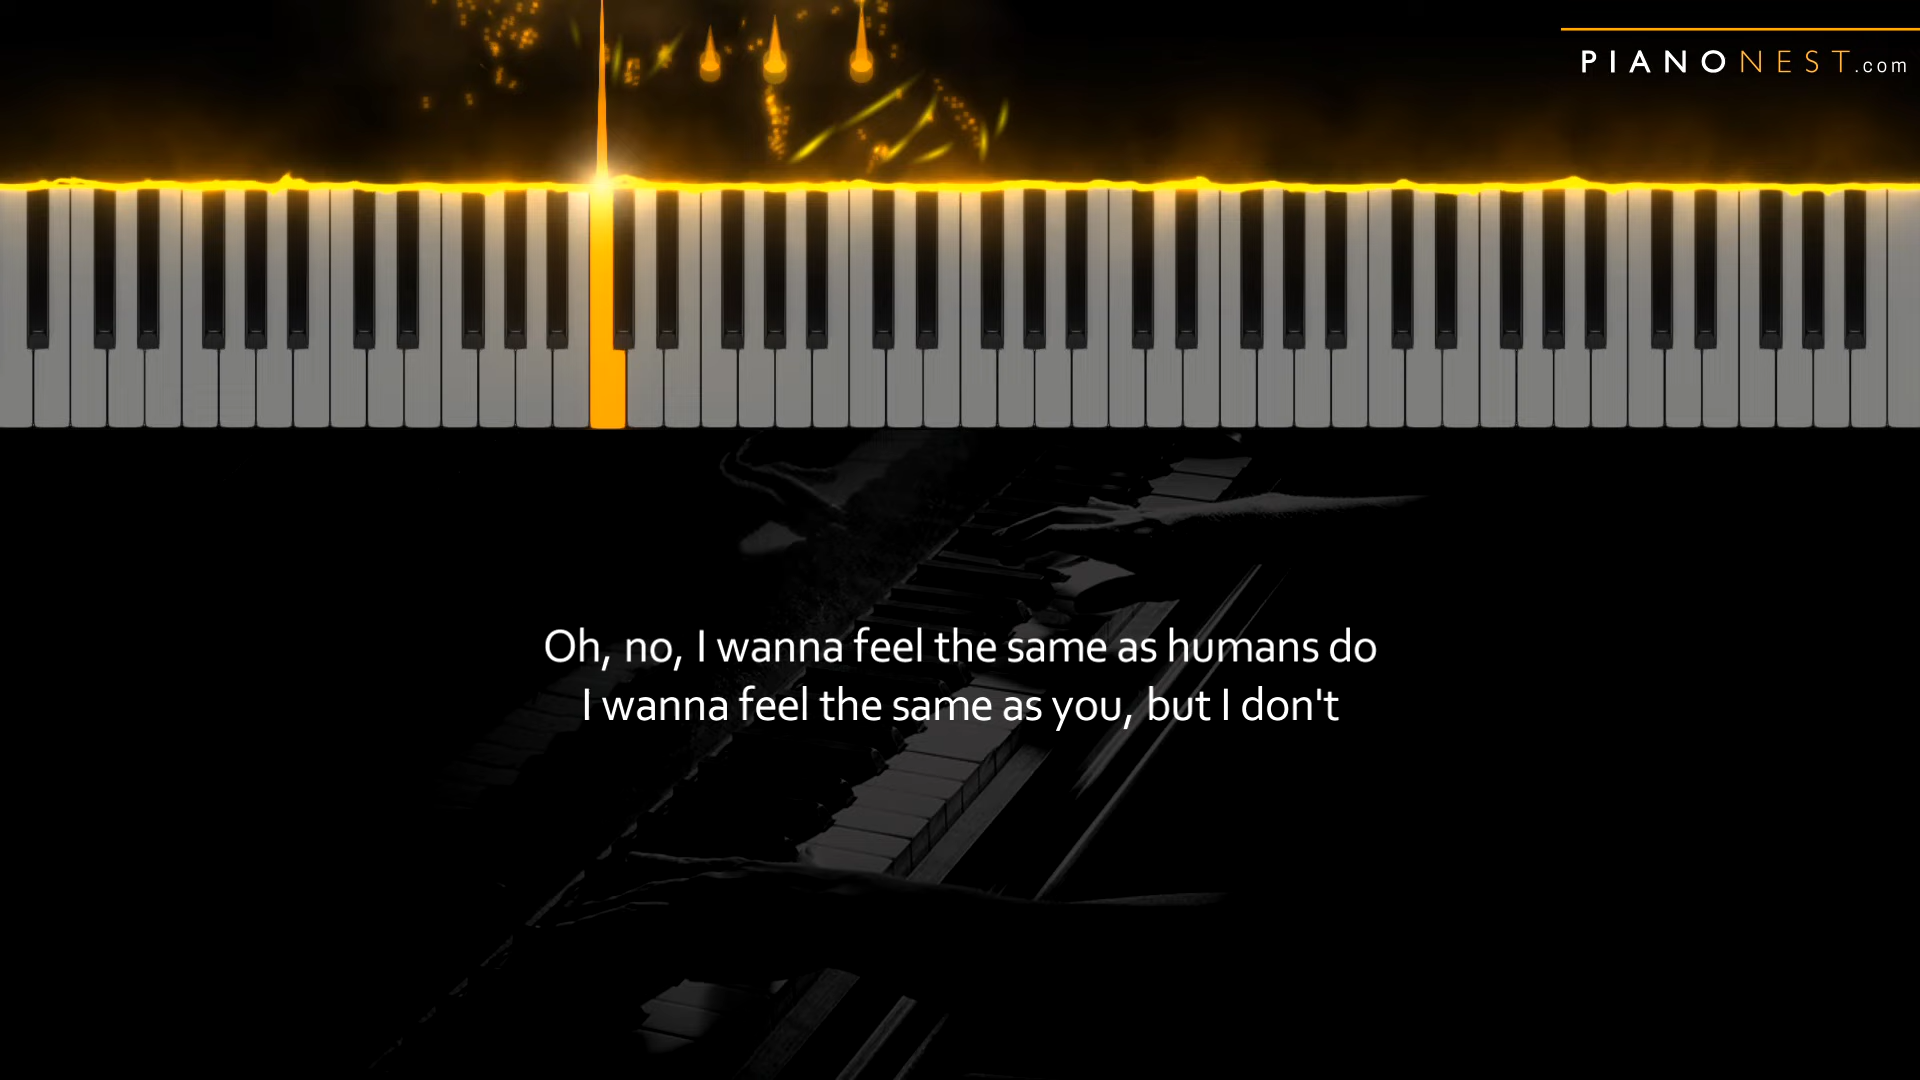 PIANONEST.com
Oh, no, I wanna feel the same as humans do
I wanna feel the same as you, but I don't